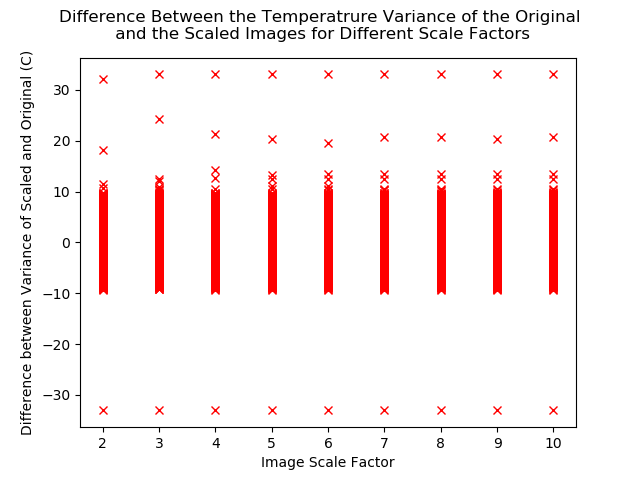 Difference Between the Temperatrure Variance of the Original
and the Scaled Images for Different Scale Factors
Difference between Variance of Scaled and Original (C)
30
20
10
0
−10
−20
−30
2 3 4 5 6 7 8 9 10
Image Scale Factor